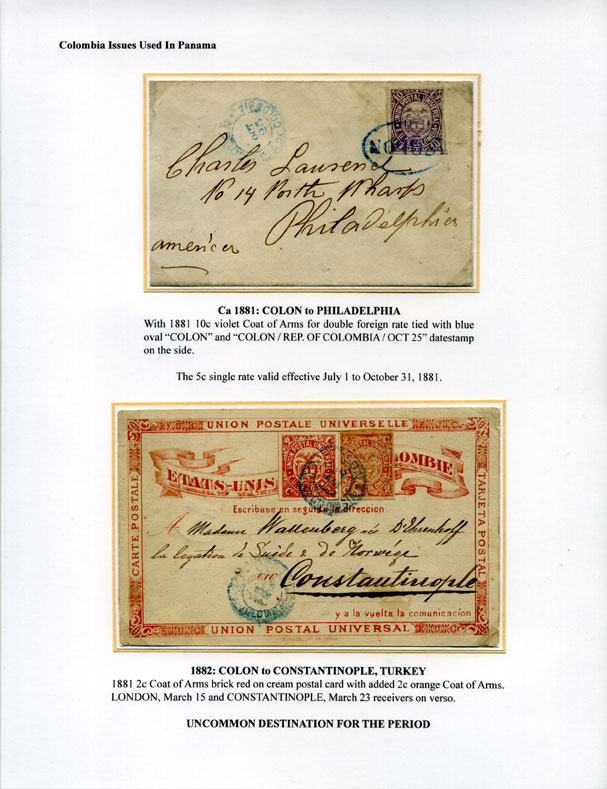 Colombia Issues Used In Panama
COLON
Charles Laurence
No 14 North Wharfs
Philadelphia
america
Ca 1881: COLON to PHILADELPHIA
With 1881 10c violet Coat of Arms for double foreign rate tied with blue
oval “COLON” and “COLON / REP. OF COLOMBIA / OCT 25” datestamp
on the side.
The 5c single rate valid effective July 1 to October 31, 1881.
UNION POSTALE UNIVERSELLE
CARTE POSTALE
TARJETA POSTAL
ETATS-UNIS
OMBIE
Escribase en seguida la direccion
A Madame Wallenberg née D'Ehrenhoff
la legation de Suède & de Norwège
Constantinople
y a la vuelta la comunicacion
UNION POSTAL UNIVERSAL
1882: COLON to CONSTANTINOPLE, TURKEY
1881 2c Coat of Arms brick red on cream postal card with added 2c orange Coat of Arms.
LONDON, March 15 and CONSTANTINOPLE, March 23 receivers on verso.
UNCOMMON DESTINATION FOR THE PERIOD